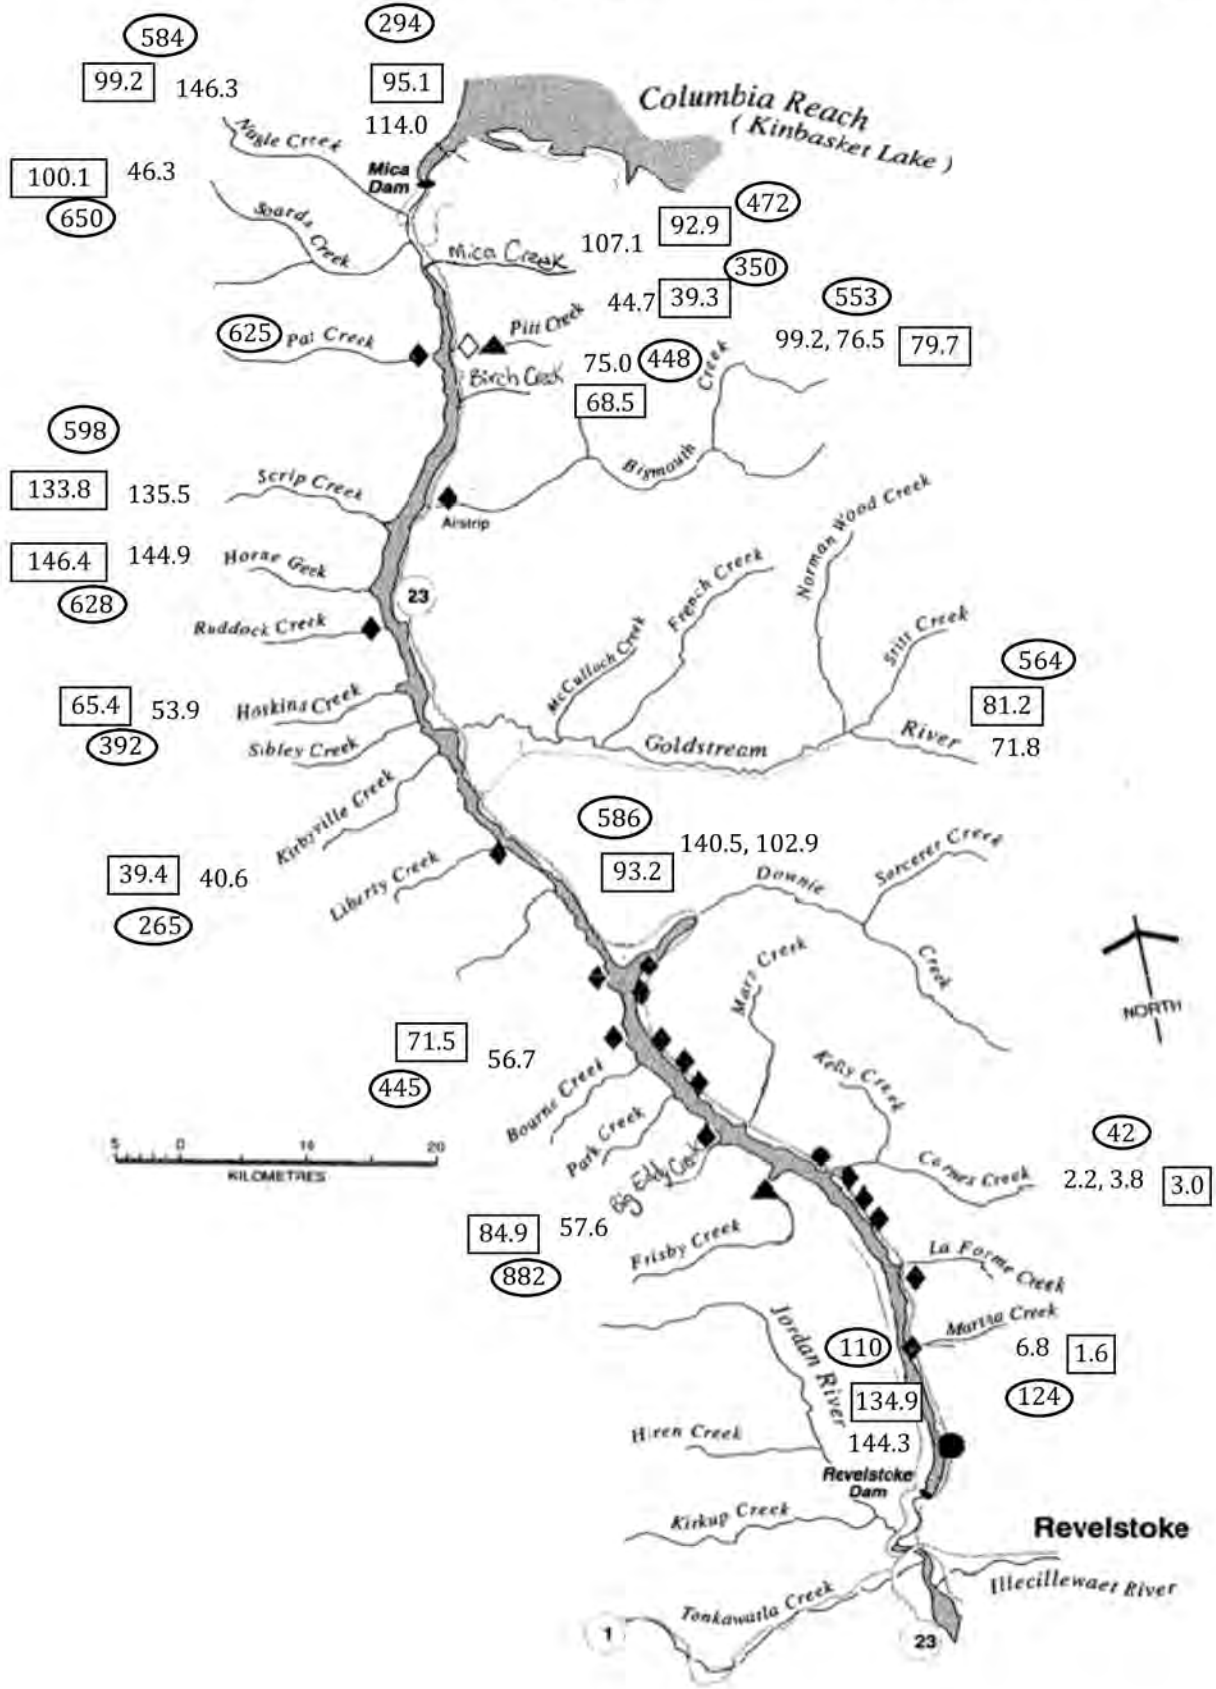 584
294
99.2 146.3
95.1
114.0
Columbia Reach
( Kinbasket Lake )
Nagle Creek
Mica
Dam
100.1 46.3
650
Soards
Creek
472
92.9
107.1
Mica Creek
350
44.7 39.3
553
99.2, 76.5 79.7
625
Pat Creek
Pitt Creek
Birch Creek
75.0 448
68.5
Bigmouth
Creek
598
133.8 135.5
Scrip Creek
Airstrip
146.4 144.9
628
Horne Creek
23
Ruddock Creek
Norman Wood Creek
French Creek
McCulloch Creek
Stitt Creek
564
81.2
71.8
65.4 53.9
392
Hoskins Creek
Sibley Creek
Goldstream
River
Kirbyville Creek
586
140.5, 102.9
93.2
39.4 40.6
265
Liberty Creek
Downie
Creek
Sorcerer Creek
Mars Creek
NORTH
71.5 56.7
445
Bourne Creek
Park Creek
Big Eddy Creek
Kelly Creek
Carnes Creek
42
2.2, 3.8 3.0
5 0 10 20
KILOMETRES
84.9 57.6
882
Frisby Creek
La Forme Creek
Martha Creek
6.8 1.6
124
Jordan River
110
134.9
144.3
Hiren Creek
Revelstoke
Dam
Kirkup Creek
Revelstoke
Illecillewaet River
Tonkawatla Creek
1
23